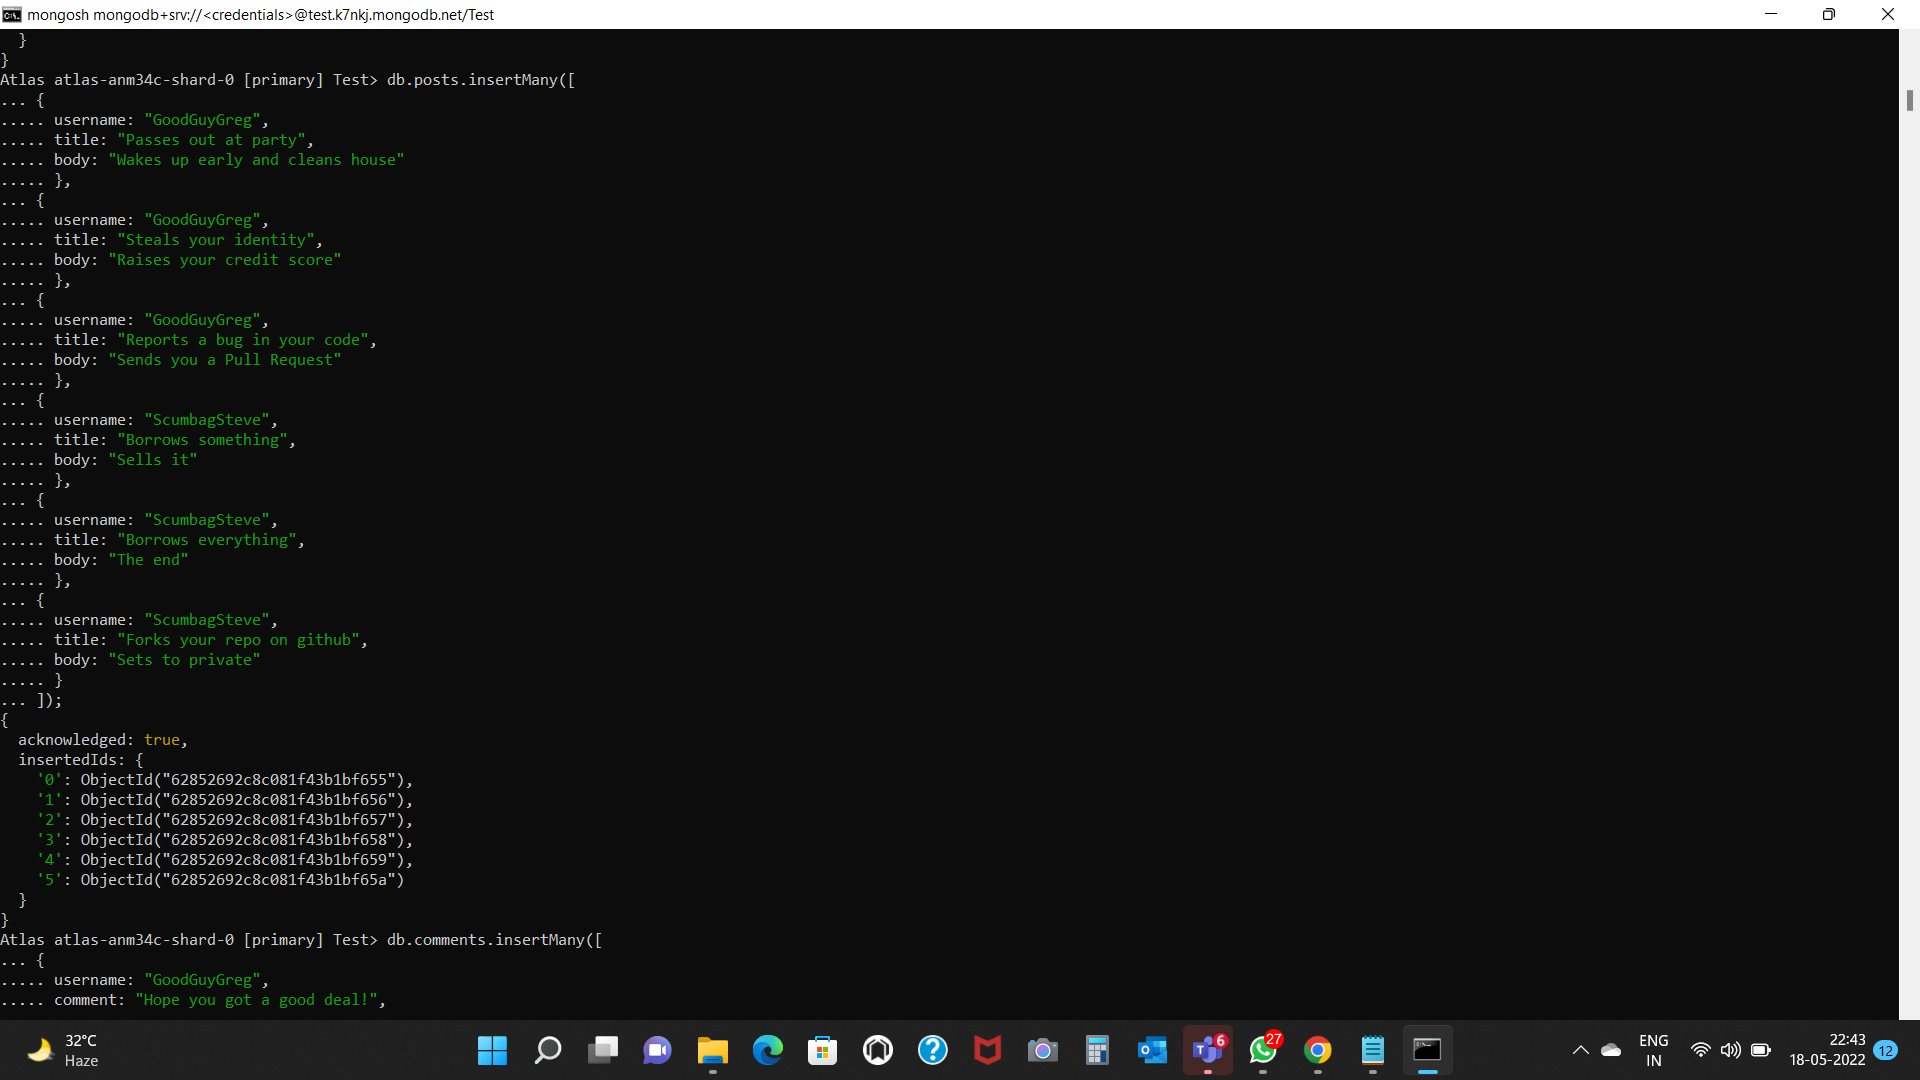 mongosh mongodb+srv://<credentials>@test.k7nkj.mongodb.net/Test
  }
}
Atlas atlas-anm34c-shard-0 [primary] Test> db.posts.insertMany([
... {
..... username: "GoodGuyGreg",
..... title: "Passes out at party",
..... body: "Wakes up early and cleans house"
..... },
... {
..... username: "GoodGuyGreg",
..... title: "Steals your identity",
..... body: "Raises your credit score"
..... },
... {
..... username: "GoodGuyGreg",
..... title: "Reports a bug in your code",
..... body: "Sends you a Pull Request"
..... },
... {
..... username: "ScumbagSteve",
..... title: "Borrows something",
..... body: "Sells it"
..... },
... {
..... username: "ScumbagSteve",
..... title: "Borrows everything",
..... body: "The end"
..... },
... {
..... username: "ScumbagSteve",
..... title: "Forks your repo on github",
..... body: "Sets to private"
..... }
... ]);
{
  acknowledged: true,
  insertedIds: {
    '0': ObjectId("62852692c8c081f43b1bf655"),
    '1': ObjectId("62852692c8c081f43b1bf656"),
    '2': ObjectId("62852692c8c081f43b1bf657"),
    '3': ObjectId("62852692c8c081f43b1bf658"),
    '4': ObjectId("62852692c8c081f43b1bf659"),
    '5': ObjectId("62852692c8c081f43b1bf65a")
  }
}
Atlas atlas-anm34c-shard-0 [primary] Test> db.comments.insertMany([
... {
..... username: "GoodGuyGreg",
..... comment: "Hope you got a good deal!",
32°C
Haze
6
27
ENG
IN
22:43
18-05-2022
12